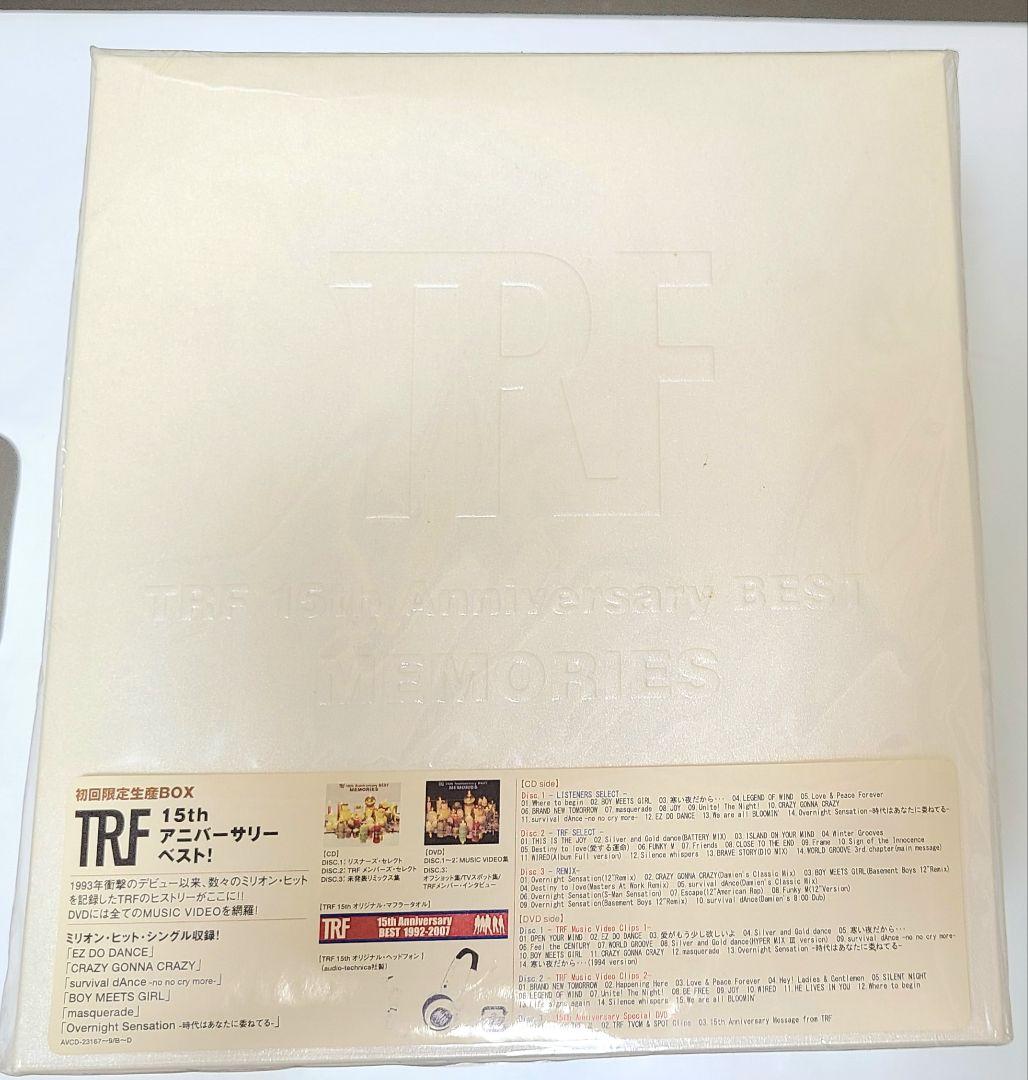 TRF
TRF 15th Anniversary BEST
MEMORIES
初回限定生産BOX
TRF 15th
アニバーサリー
ベスト!
1993年衝撃のデビュー以来、数々のミリオン・ヒット
を記録したTRFのヒストリーがここに!!
DVDには全てのMUSIC VIDEOを網羅!
ミリオン・ヒット・シングル収録!
「EZ DO DANCE」
「CRAZY GONNA CRAZY」
「survival dAnce -no no cry more-」
「BOY MEETS GIRL」
「masquerade」
「Overnight Sensation -時代はあなたに委ねてる-」
AVCD-23167〜9/B〜D
15th Anniversary BEST
MEMORIES
【CD】
DISC.1: リスナーズ・セレクト
DISC.2: TRFメンバーズ・セレクト
DISC.3: 未発表リミックス集
15th Anniversary BEST
MEMORIES
【DVD】
DISC.1〜2: MUSIC VIDEO集
DISC.3:
オフショット集/TVスポット集/
TRFメンバー・インタビュー
【TRF 15th オリジナル・マフラータオル】
TRF 15th Anniversary
BEST 1992-2007
【TRF 15th オリジナル・ヘッドフォン】
(audio-technica社製)
【CD side】
Disc.1 - LISTENERS SELECT -
01.Where to begin 02.BOY MEETS GIRL 03.寒い夜だから… 04.LEGEND OF WIND 05.Love & Peace Forever
06.BRAND NEW TOMORROW 07.masquerade 08.JOY 09.Unite! The Night! 10.CRAZY GONNA CRAZY
11.survival dAnce-no no cry more- 12.EZ DO DANCE 13.We are all BLOOMIN' 14.Overnight Sensation -時代はあなたに委ねてる-
Disc.2 - TRF SELECT -
01.THIS IS THE JOY 02.Silver and Gold dance(BATTERY MIX) 03.ISLAND ON YOUR MIND 04.Winter Grooves
05.Destiny to love(愛する運命) 06.FUNKY M 07.Friends 08.CLOSE TO THE END 09.Frame 10.Sign of the Innocence
11.WIRED(Album Full version) 12.Silence whispers 13.BRAVE STORY(DIO MIX) 14.WORLD GROOVE 3rd.chapter(main message)
Disc.3 - REMIX-
01.Overnight Sensation(12"Remix) 02.CRAZY GONNA CRAZY(Damien's Classic Mix) 03.BOY MEETS GIRL(Basement Boys 12"Remix)
04.Destiny to love(Masters At Work Remix) 05.survival dAnce(Damien's Classic Mix)
06.Overnight Sensation(S-Man Sensation) 07.Escape(12"American Rap) 08.Funky M(12"Version)
09.Overnight Sensation(Basement Boys 12"Remix) 10.survival dAnce(Damien's 8:00 Dub)
【DVD side】
Disc.1 - TRF Music Video Clips 1-
01.OPEN YOUR MIND 02.EZ DO DANCE 03.愛がもう少し欲しいよ 04.Silver and Gold dance 05.寒い夜だから…
06.Feel the CENTURY 07.WORLD GROOVE 08.Silver and Gold dance(HYPER MIX III version) 09.survival dAnce -no no cry more-
10.BOY MEETS GIRL 11.CRAZY GONNA CRAZY 12.masquerade 13.Overnight Sensation -時代はあなたに委ねてる-
14.寒い夜だから…(1994 version)
Disc.2 - TRF Music Video Clips 2-
01.BRAND NEW TOMORROW 02.Happening Here 03.Love & Peace Forever 04.Hey! Ladies & Gentlemen 05.SILENT NIGHT
06.LEGEND OF WIND 07.Unite! The Night! 08.BE FREE 09.JOY 10.WIRED 11.HE LIVES IN YOU 12.Where to begin
again 14.Silence whispers 15.We are all BLOOMIN'
15th Anniversary Special DVD
02.TRF TVCM & SPOT Clips 03.15th Anniversary Message from TRF